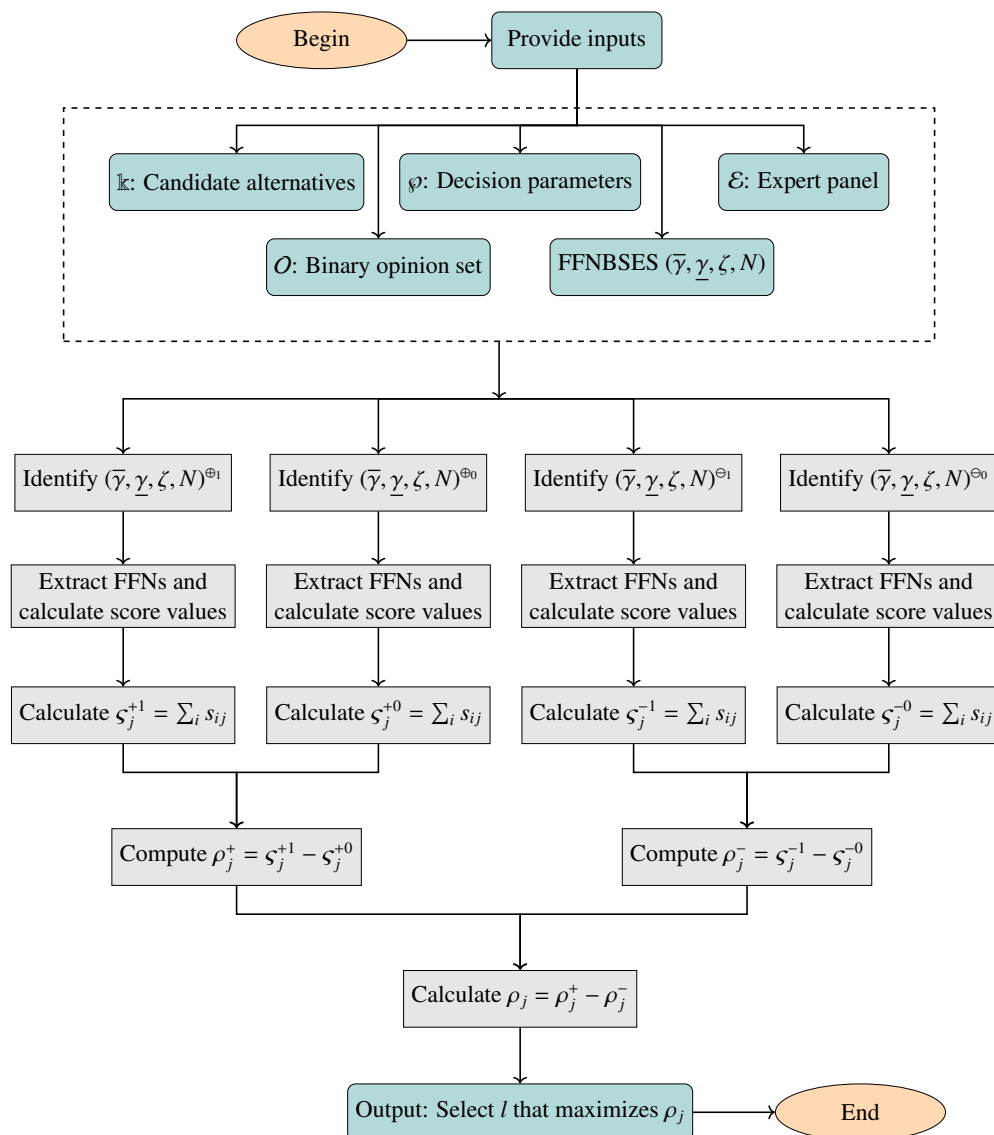 Begin
Provide inputs
𝕜: Candidate alternatives
℘: Decision parameters
ℰ: Expert panel
𝒪: Binary opinion set
FFNBSES (γ̅, γ̲, ζ, N)
Identify (γ̅, γ̲, ζ, N)^{⊕₁}
Identify (γ̅, γ̲, ζ, N)^{⊕₀}
Identify (γ̅, γ̲, ζ, N)^{⊖₁}
Identify (γ̅, γ̲, ζ, N)^{⊖₀}
Extract FFNs and
calculate score values
Extract FFNs and
calculate score values
Extract FFNs and
calculate score values
Extract FFNs and
calculate score values
Calculate ς_j^{+1} = ∑_i s_{ij}
Calculate ς_j^{+0} = ∑_i s_{ij}
Calculate ς_j^{−1} = ∑_i s_{ij}
Calculate ς_j^{−0} = ∑_i s_{ij}
Compute ρ_j^+ = ς_j^{+1} − ς_j^{+0}
Compute ρ_j^− = ς_j^{−1} − ς_j^{−0}
Calculate ρ_j = ρ_j^+ − ρ_j^−
Output: Select l that maximizes ρ_j
End